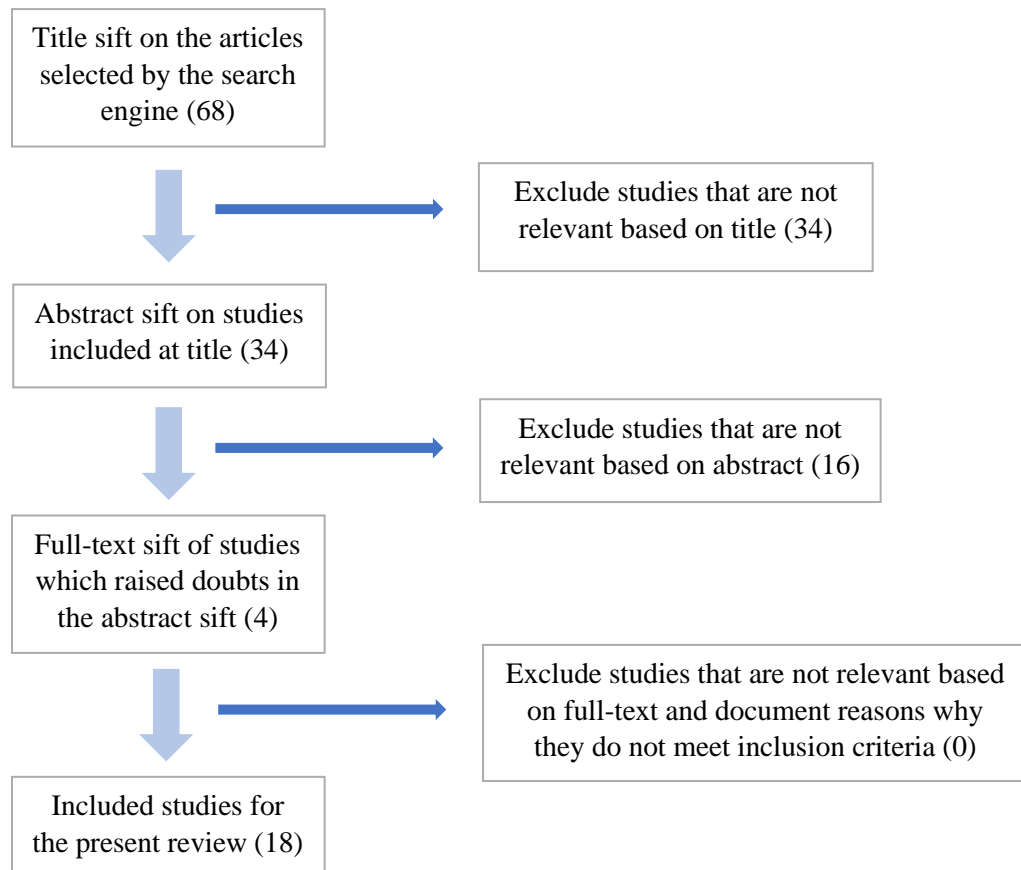 Title sift on the articles
selected by the search
engine (68)
Exclude studies that are not
relevant based on title (34)
Abstract sift on studies
included at title (34)
Exclude studies that are not
relevant based on abstract (16)
Full-text sift of studies
which raised doubts in
the abstract sift (4)
Exclude studies that are not relevant based
on full-text and document reasons why
they do not meet inclusion criteria (0)
Included studies for
the present review (18)